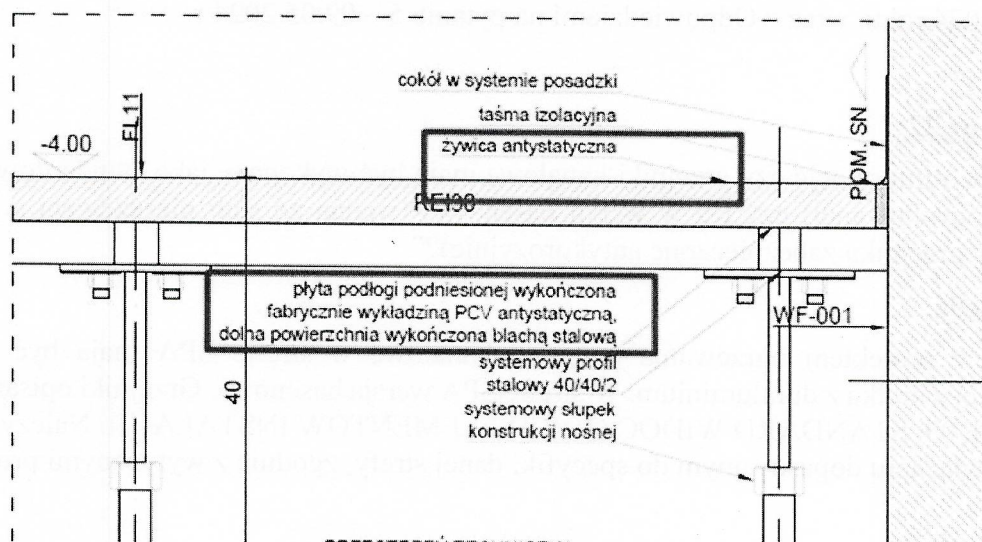 cokół w systemie posadzki
taśma izolacyjna
żywica antystatyczna
-4.00
FL11
POM. SN
REI90
płyta podłogi podniesionej wykończona
fabrycznie wykładziną PCV antystatyczną,
dolna powierzchnia wykończona blachą stalową
WF-001
systemowy profil
stalowy 40/40/2
systemowy słupek
konstrukcji nośnej
40